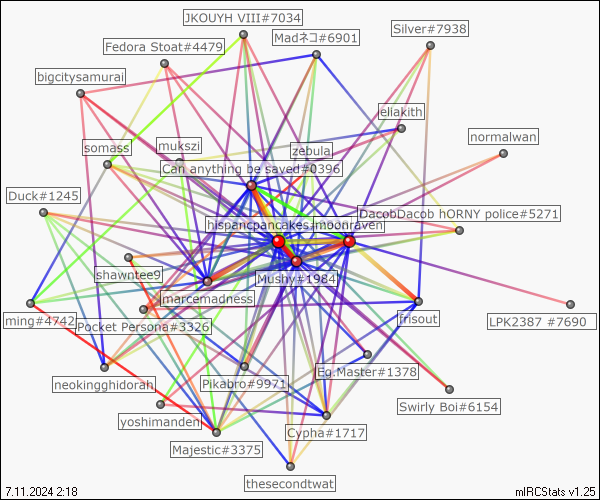 JKOUYH VIII#7034
Silver#7938
Madネコ#6901
Fedora Stoat#4479
bigcitysamurai
eliakith
normalwan
somass
mukszi
zebula
Can anything be saved#0396
Duck#1245
DacobDacob hORNY police#5271
hispanicpancakes
moonraven
shawntee9
Mushy#1984
marcemadness
ming#4742
Pocket Persona#3326
frisout
LPK2387 #7690
neokingghidorah
Pikabro#9971
Eg.Master#1378
Swirly Boi#6154
yoshimanden
Cypha#1717
Majestic#3375
thesecondtwat
7.11.2024 2:18
mIRCStats v1.25